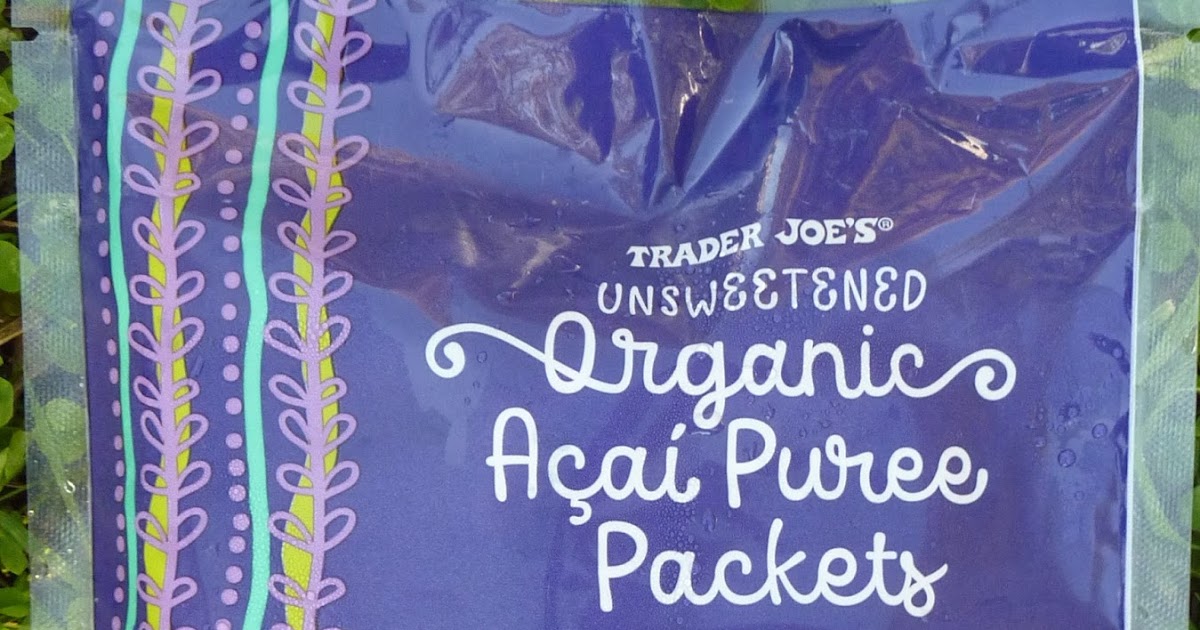 TRADER JOE'S®
UNSWEETENED
Organic
Açaí Puree
Packets